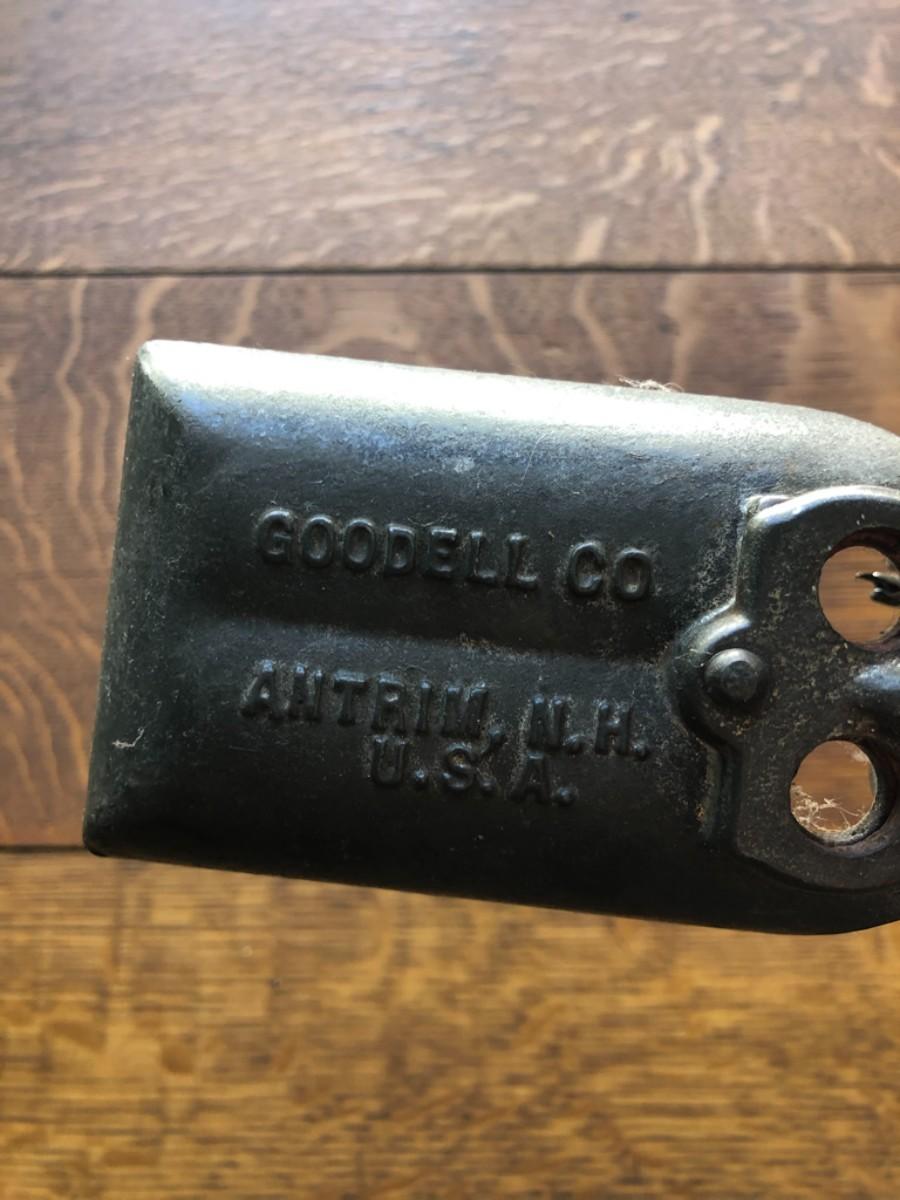 GOODELL CO
ANTRIM, N.H.
U.S.A.